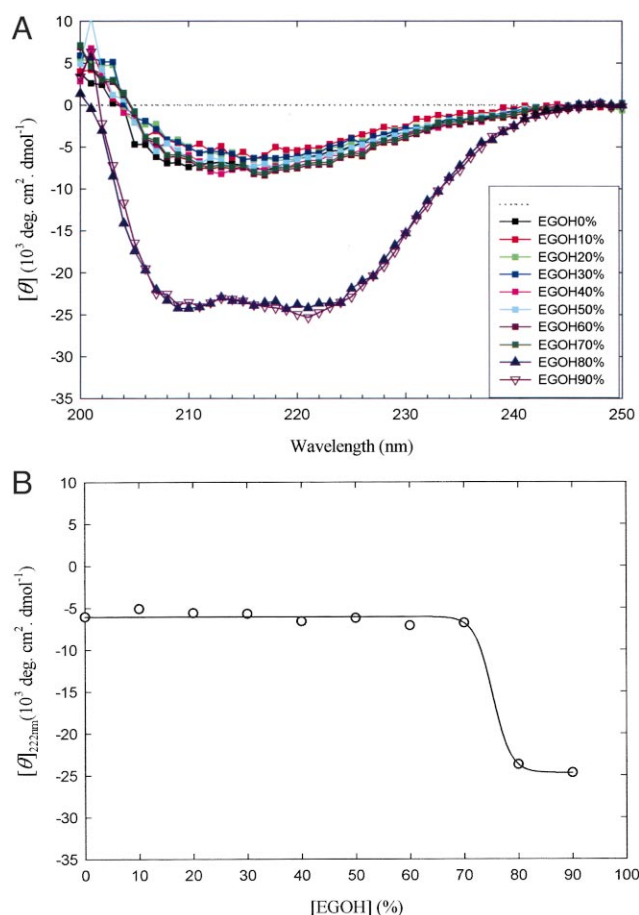 A
[θ] (10³ deg. cm². dmol⁻¹)
10
5
0
-5
-10
-15
-20
-25
-30
-35
200
210
220
230
240
250
Wavelength (nm)
EGOH0%
EGOH10%
EGOH20%
EGOH30%
EGOH40%
EGOH50%
EGOH60%
EGOH70%
EGOH80%
EGOH90%
B
[θ]₂₂₂ₙₘ(10³ deg. cm². dmol⁻¹)
10
5
0
-5
-10
-15
-20
-25
-30
-35
0
10
20
30
40
50
60
70
80
90
100
[EGOH] (%)